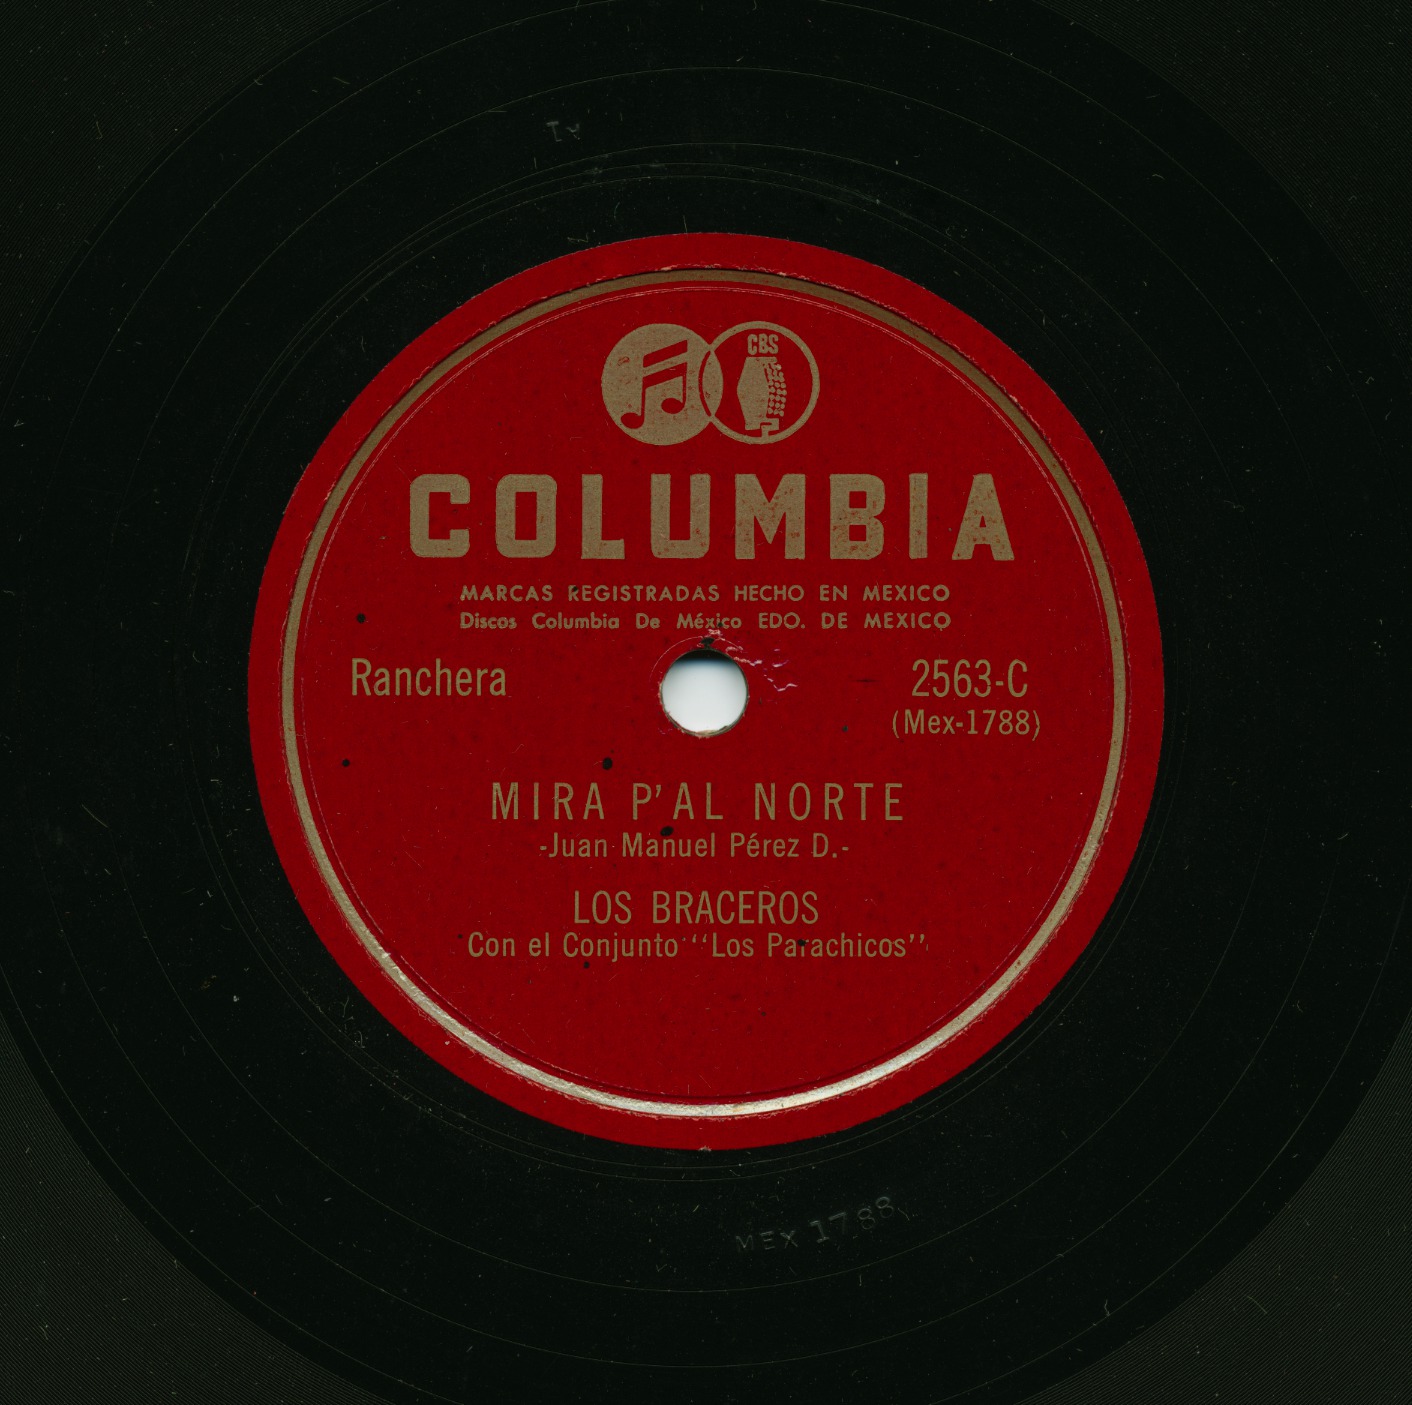 CBS
COLUMBIA
MARCAS REGISTRADAS HECHO EN MEXICO
Discos Columbia De México EDO. DE MEXICO
Ranchera
2563-C
(Mex-1788)
MIRA P'AL NORTE
-Juan Manuel Pérez D.-
LOS BRACEROS
Con el Conjunto "Los Parachicos"
MEX 1788